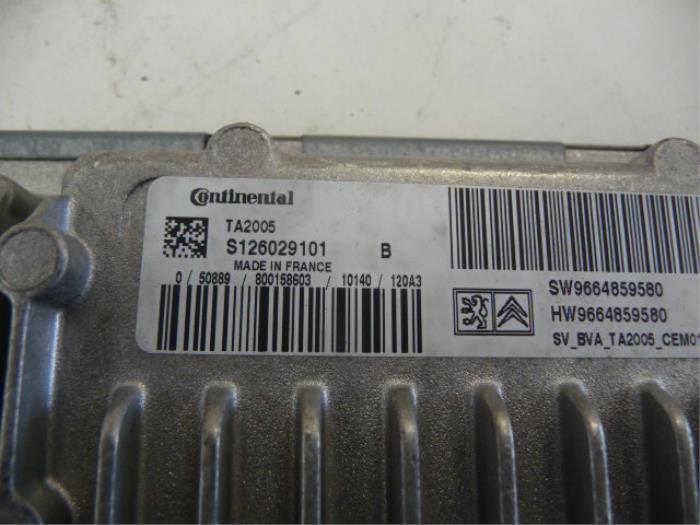 Continental
TA2005
S126029101 B
MADE IN FRANCE
0 / 50889 / 800158603 / 10140 / 120A3
SW9664859580
HW9664859580
SV_BVA_TA2005_CEM01